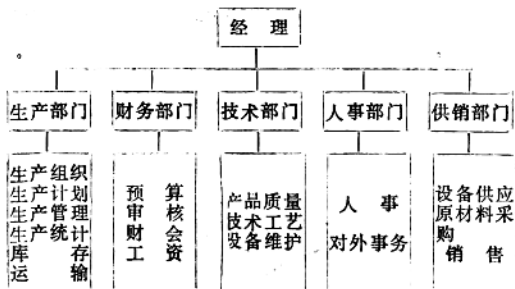 经 理
生产部门
财务部门
技术部门
人事部门
供销部门
生产组织
生产计划
生产管理
生产统计
库存
运输
预算
审核
财会
工资
产品质量
技术工艺
设备维护
人事
对外事务
设备供应
原材料采
购
销售